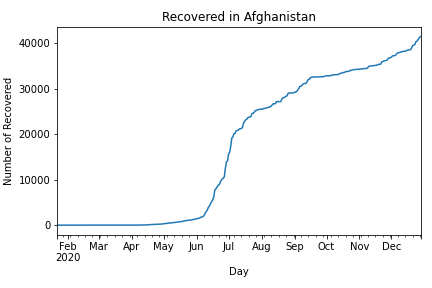 Recovered in Afghanistan
Number of Recovered
40000
30000
20000
10000
0
Feb Mar Apr May Jun Jul Aug Sep Oct Nov Dec
2020
Day